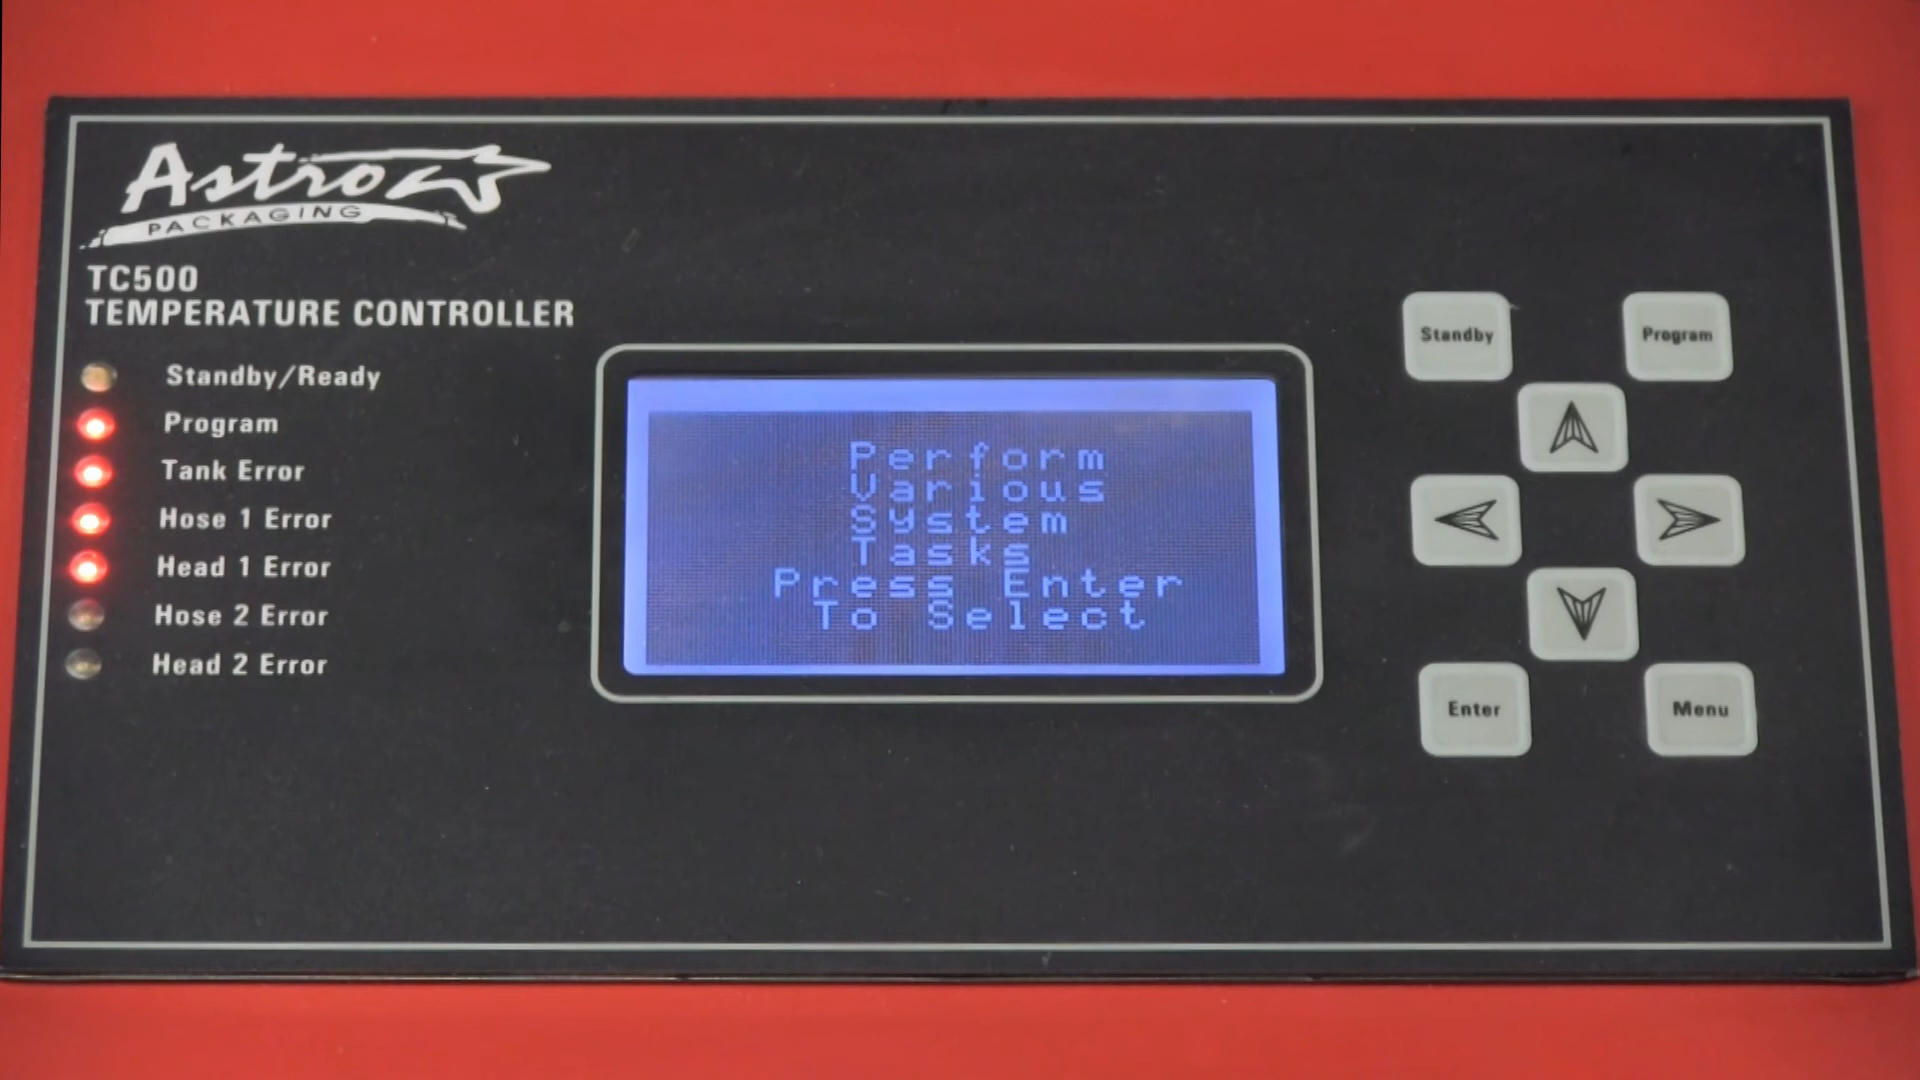 Astro
PACKAGING
TC500
TEMPERATURE CONTROLLER
Standby/Ready
Program
Tank Error
Hose 1 Error
Head 1 Error
Hose 2 Error
Head 2 Error
Perform
Various
System
Tasks
Press Enter
To Select
Standby
Program
Enter
Menu